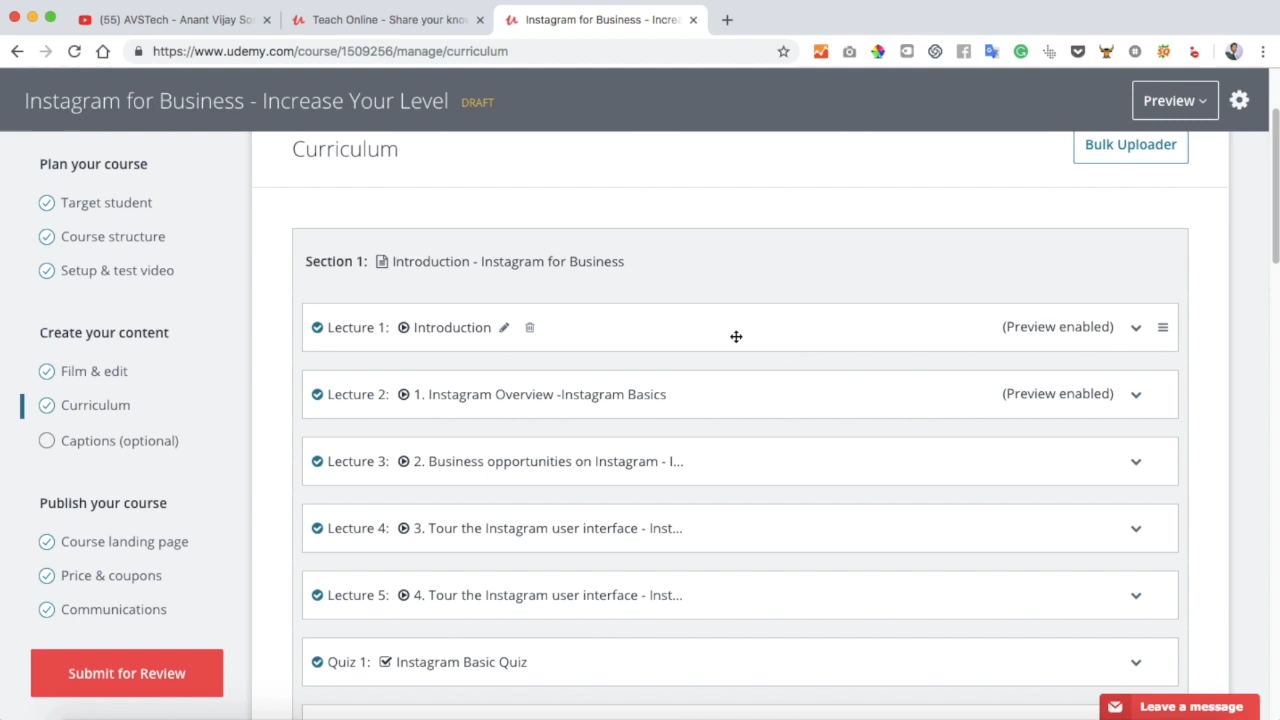 (55) AVSTech - Anant Vijay So
Teach Online - Share your kno
Instagram for Business - Increa
https://www.udemy.com/course/1509256/manage/curriculum
Instagram for Business - Increase Your Level DRAFT
Preview
Plan your course
Target student
Course structure
Setup & test video
Create your content
Film & edit
Curriculum
Captions (optional)
Publish your course
Course landing page
Price & coupons
Communications
Submit for Review
Curriculum
Bulk Uploader
Section 1: Introduction - Instagram for Business
Lecture 1: Introduction (Preview enabled)
Lecture 2: 1. Instagram Overview -Instagram Basics (Preview enabled)
Lecture 3: 2. Business opportunities on Instagram - I...
Lecture 4: 3. Tour the Instagram user interface - Inst...
Lecture 5: 4. Tour the Instagram user interface - Inst...
Quiz 1: Instagram Basic Quiz
Leave a message